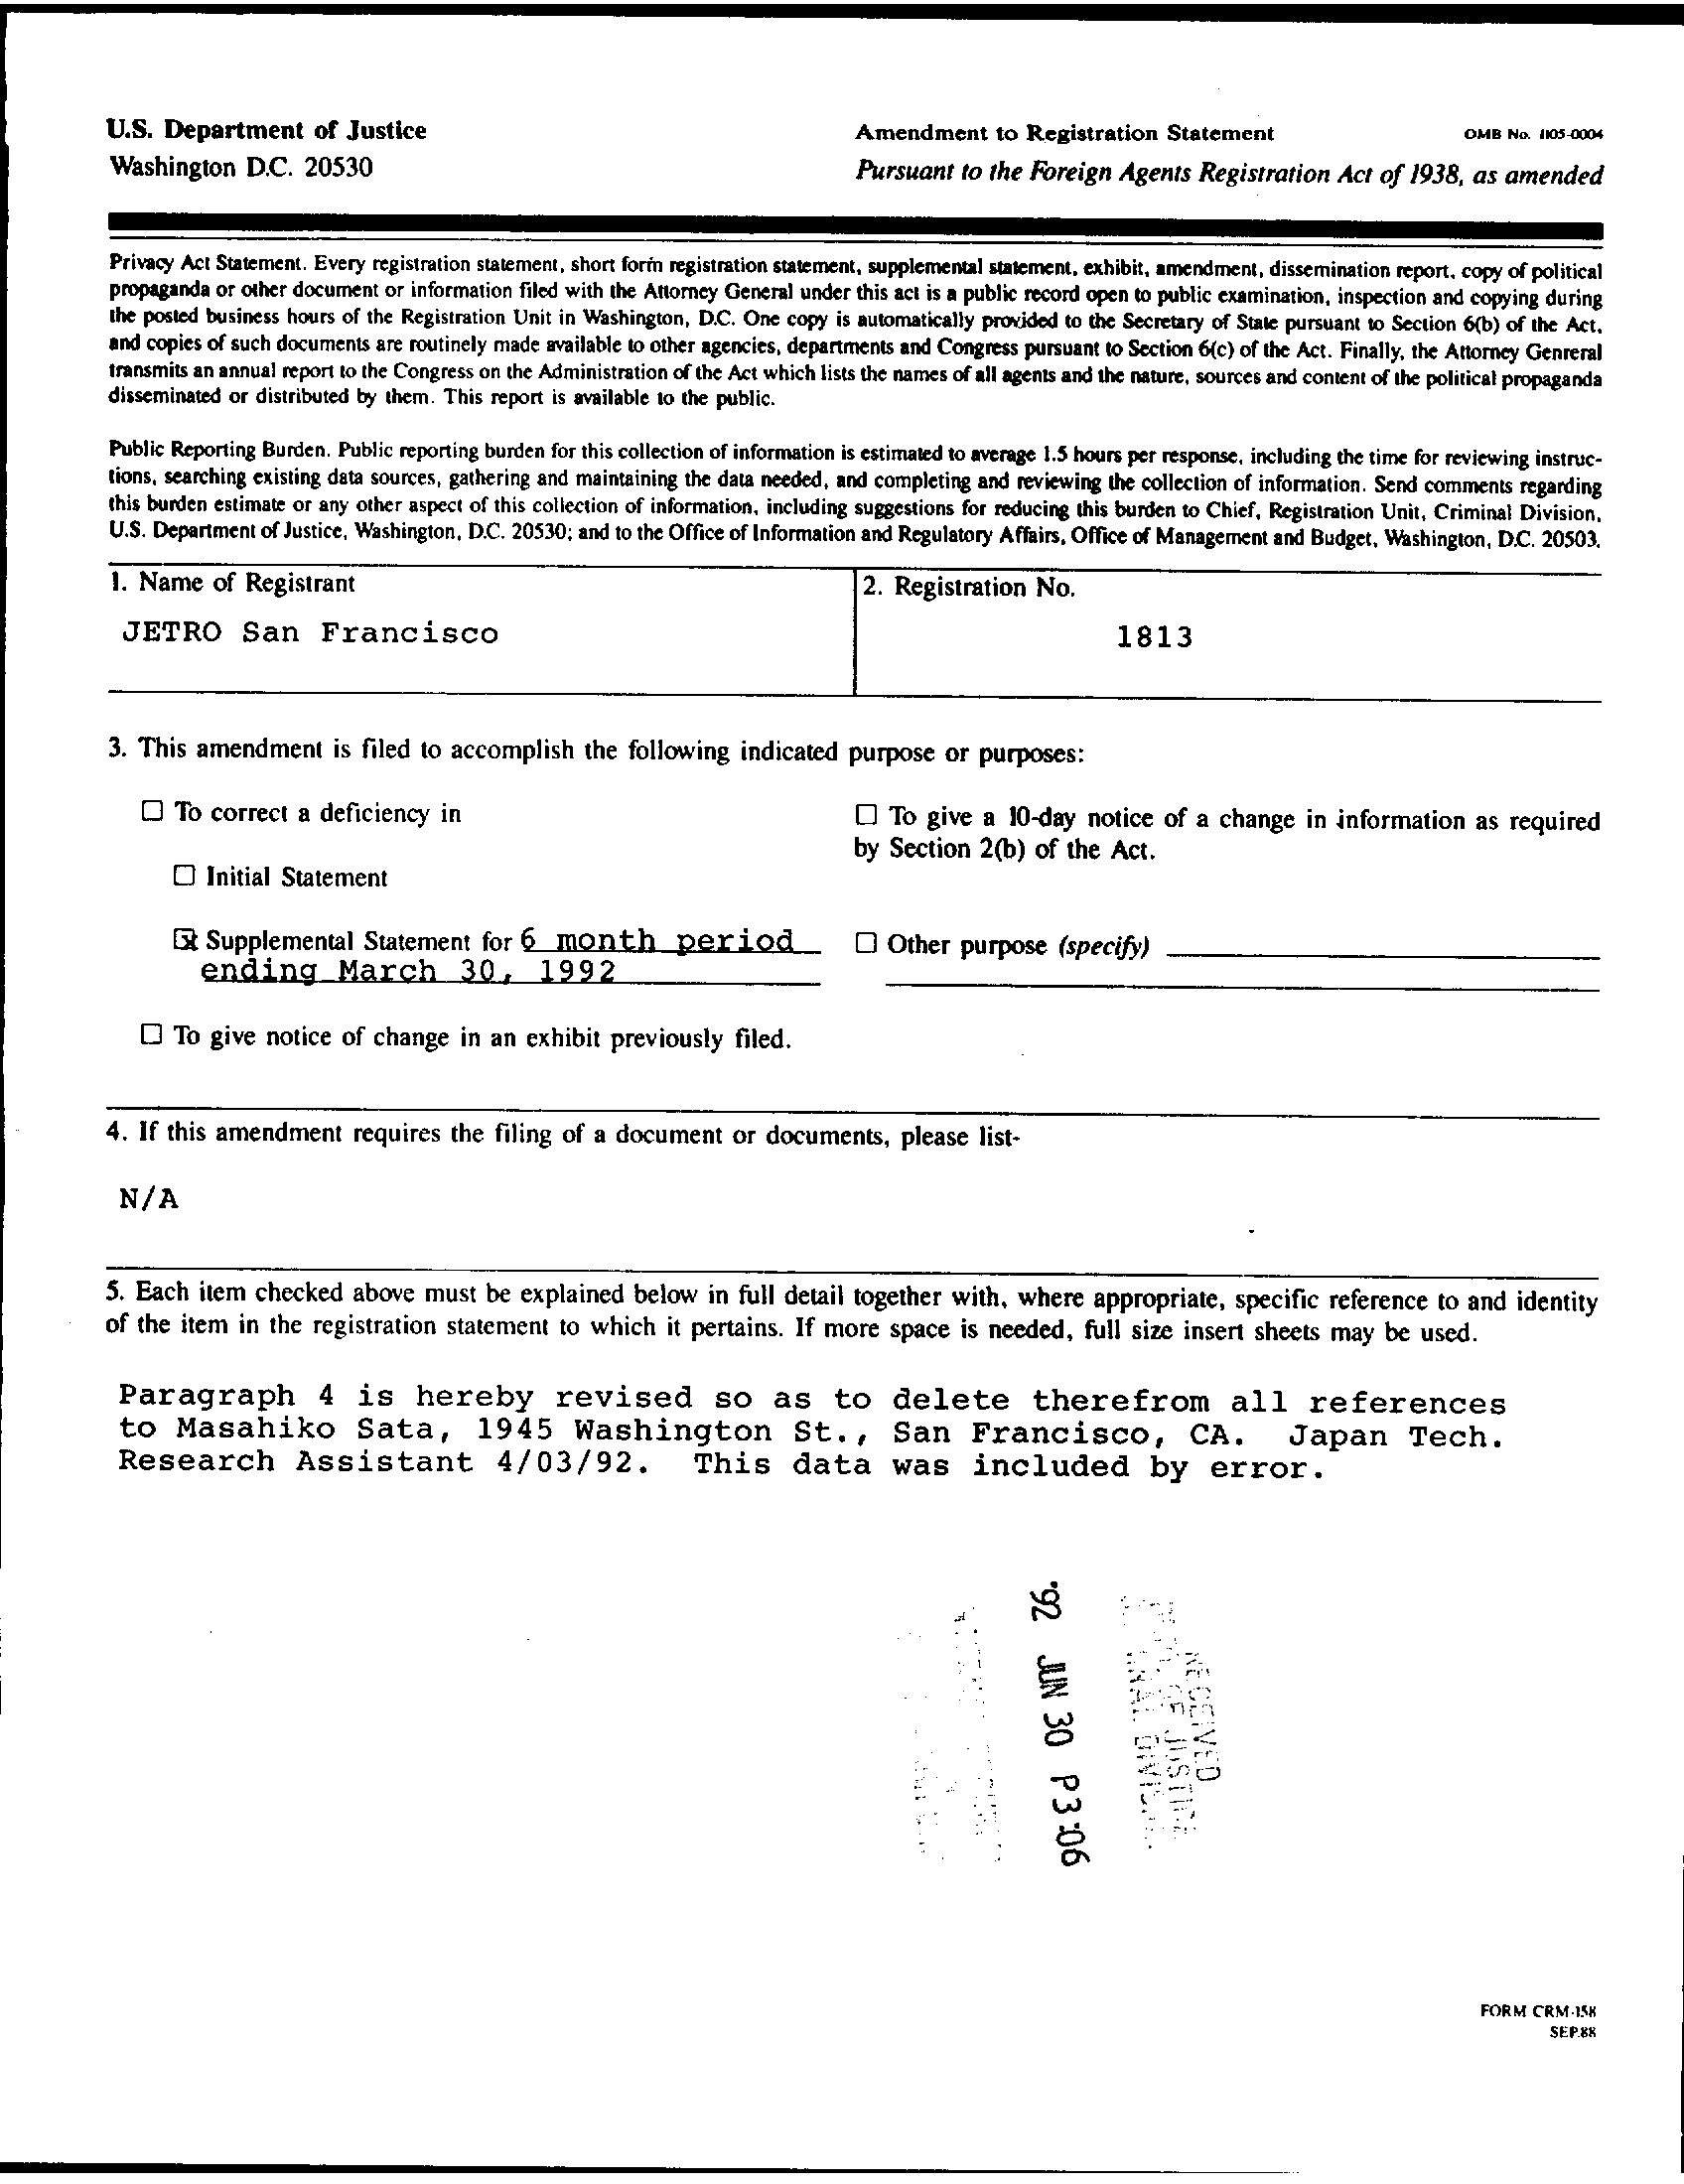 U.S. Department of Justice
Washington D.C. 20530
Amendment to Registration Statement
OMB No. 1105-0004
Pursuant to the Foreign Agents Registration Act of 1938, as amended
Privacy Act Statement. Every registration statement, short form registration statement, supplemental statement, exhibit, amendment, dissemination report, copy of political
propaganda or other document or information filed with the Attorney General under this act is a public record open to public examination, inspection and copying during
the posted business hours of the Registration Unit in Washington, D.C. One copy is automatically provided to the Secretary of State pursuant to Section 6(b) of the Act,
and copies of such documents are routinely made available to other agencies, departments and Congress pursuant to Section 6(c) of the Act. Finally, the Attorney Genreral
transmits an annual report to the Congress on the Administration of the Act which lists the names of all agents and the nature, sources and content of the political propaganda
disseminated or distributed by them. This report is available to the public.
Public Reporting Burden. Public reporting burden for this collection of information is estimated to average 1.5 hours per response, including the time for reviewing instruc-
tions, searching existing data sources, gathering and maintaining the data needed, and completing and reviewing the collection of information. Send comments regarding
this burden estimate or any other aspect of this collection of information, including suggestions for reducing this burden to Chief, Registration Unit, Criminal Division,
U.S. Department of Justice, Washington, D.C. 20530; and to the Office of Information and Regulatory Affairs, Office of Management and Budget, Washington, D.C. 20503.
1. Name of Registrant
JETRO San Francisco
2. Registration No.
1813
3. This amendment is filed to accomplish the following indicated purpose or purposes:
☐ To correct a deficiency in
☐ Initial Statement
☒ Supplemental Statement for 6 month period
ending March 30, 1992
☐ To give notice of change in an exhibit previously filed.
☐ To give a 10-day notice of a change in information as required
by Section 2(b) of the Act.
☐ Other purpose (specify)
4. If this amendment requires the filing of a document or documents, please list-
N/A
5. Each item checked above must be explained below in full detail together with, where appropriate, specific reference to and identity
of the item in the registration statement to which it pertains. If more space is needed, full size insert sheets may be used.
Paragraph 4 is hereby revised so as to delete therefrom all references
to Masahiko Sata, 1945 Washington St., San Francisco, CA. Japan Tech.
Research Assistant 4/03/92. This data was included by error.
RECEIVED
JUSTICE
'92 JUN 30 P3:06
FORM CRM-158
SEP.88